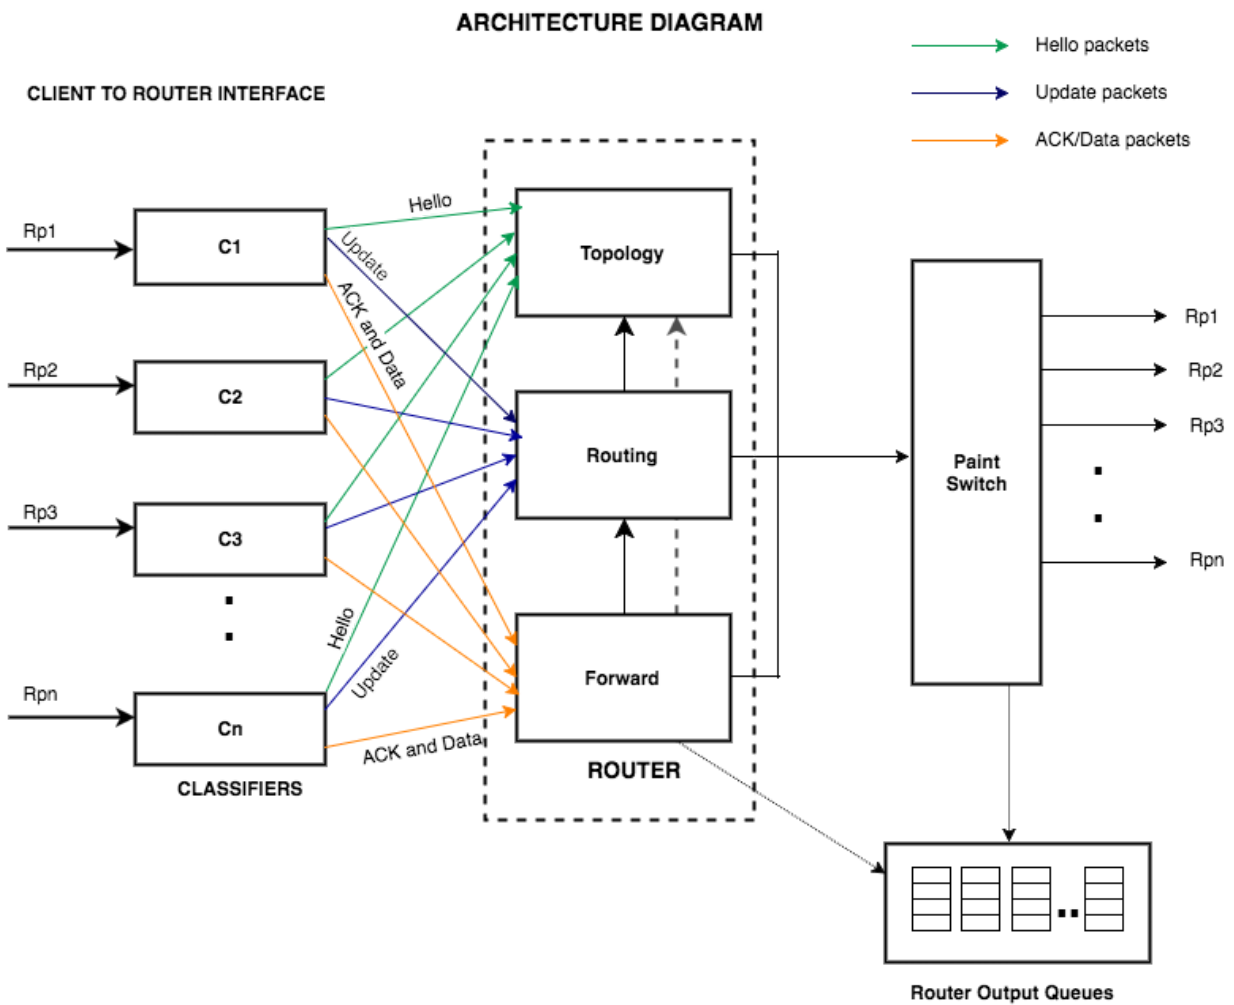 ARCHITECTURE DIAGRAM
Hello packets
CLIENT TO ROUTER INTERFACE
Update packets
ACK/Data packets
Rp1
C1
Hello
Update
ACK and Data
Topology
Rp2
C2
Routing
Paint
Switch
Rp1
Rp2
Rp3
Rpn
Rp3
C3
Hello
Update
Forward
Rpn
Cn
ACK and Data
CLASSIFIERS
ROUTER
Router Output Queues